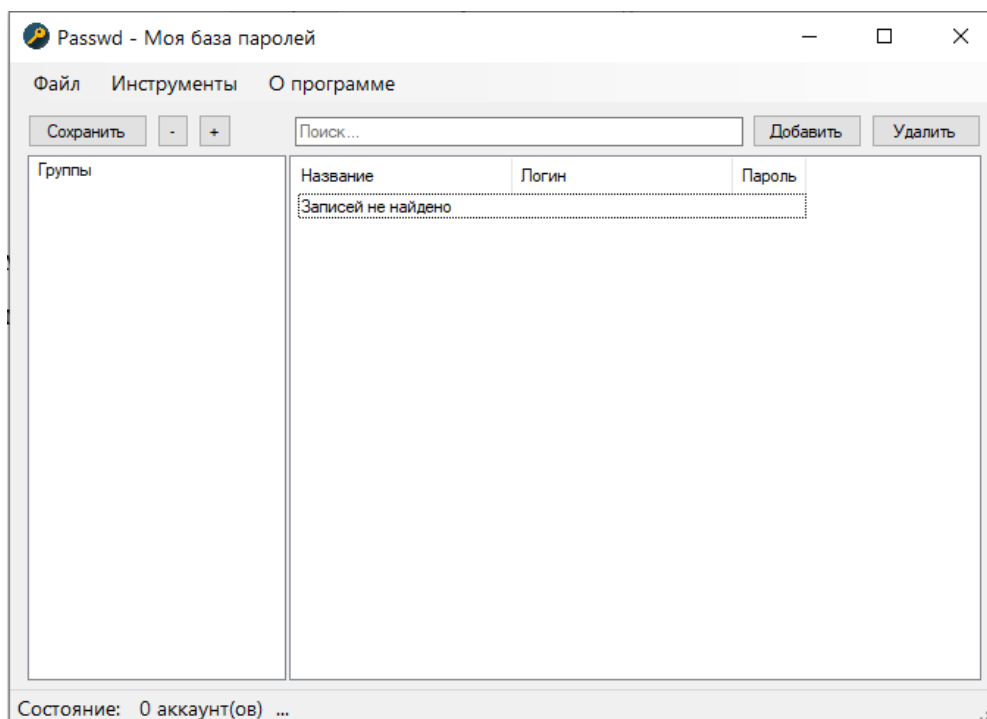 Passwd - Моя база паролей
Файл Инструменты О программе
Сохранить - + Поиск... Добавить Удалить
Группы
Название Логин Пароль
Записей не найдено
Состояние: 0 аккаунт(ов) ...